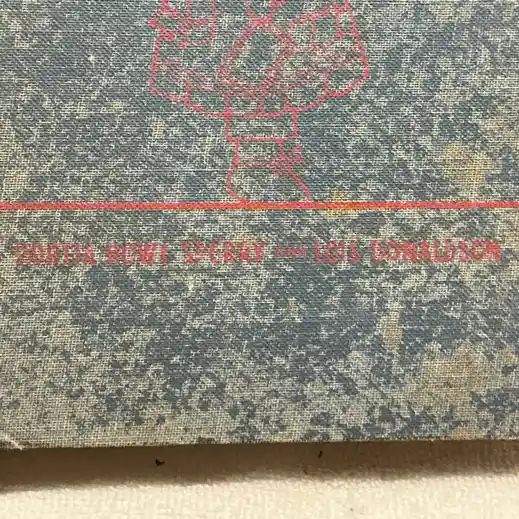 PORTIA HOWE SPERRY — LOIS DONALDSON